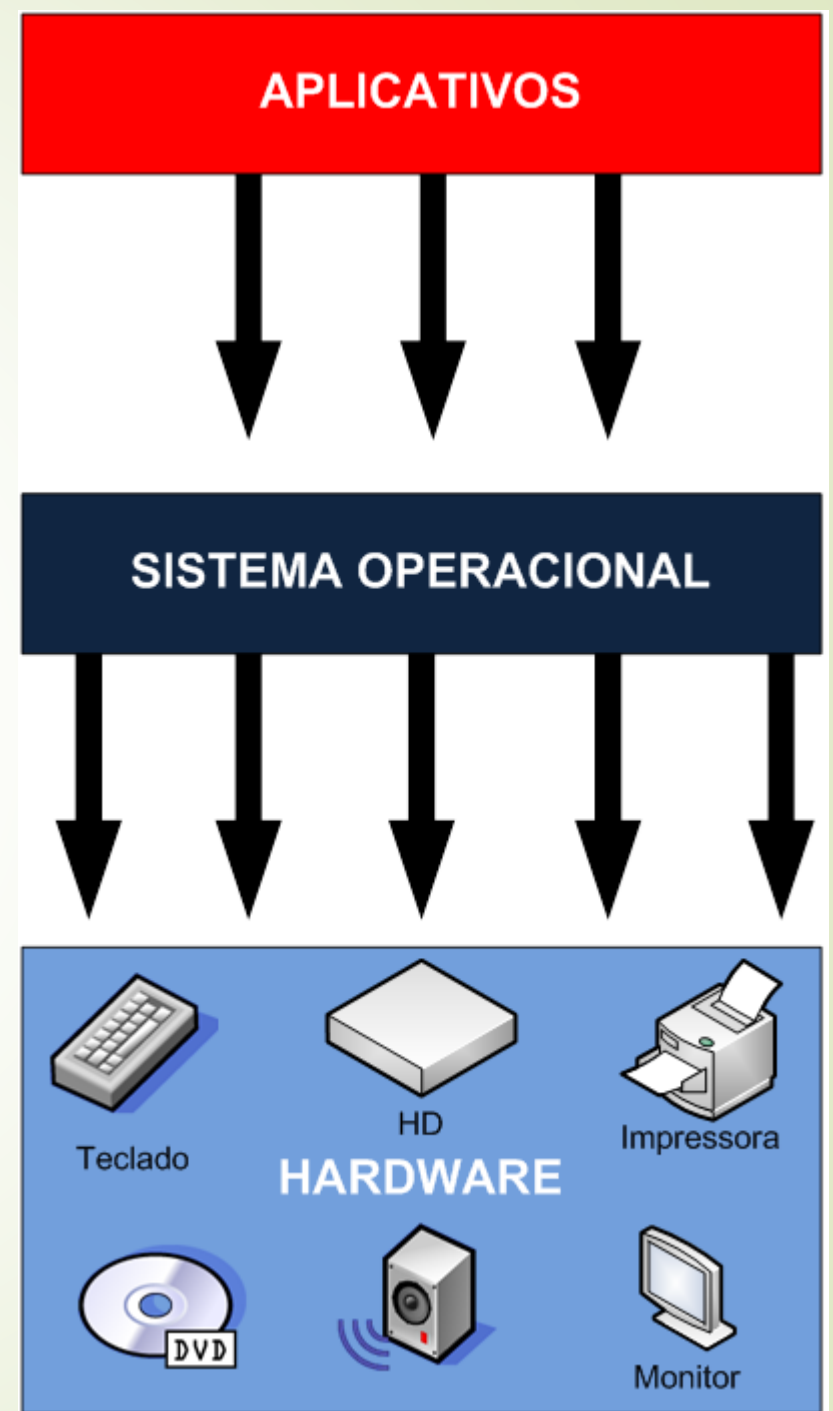 APLICATIVOS
SISTEMA OPERACIONAL
Teclado
HD
Impressora
HARDWARE
DVD
Monitor